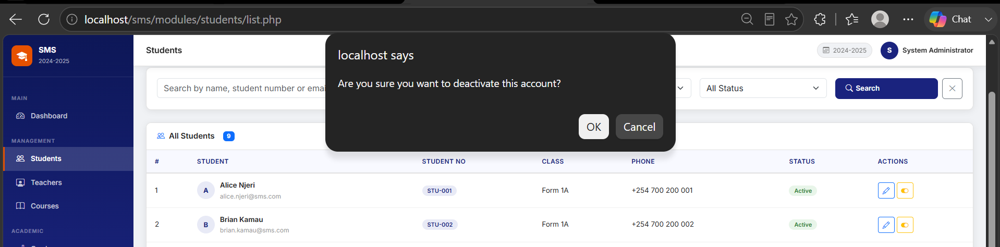 localhost/sms/modules/students/list.php
Chat
SMS
2024-2025
Students
2024-2025
S
System Administrator
localhost says
Are you sure you want to deactivate this account?
OK
Cancel
Search by name, student number or emai
All Status
Search
MAIN
Dashboard
MANAGEMENT
Students
Teachers
Courses
ACADEMIC
All Students
9
# STUDENT STUDENT NO CLASS PHONE STATUS ACTIONS
1 A Alice Njeri STU-001 Form 1A +254 700 200 001 Active
alice.njeri@sms.com
2 B Brian Kamau STU-002 Form 1A +254 700 200 002 Active
brian.kamau@sms.com